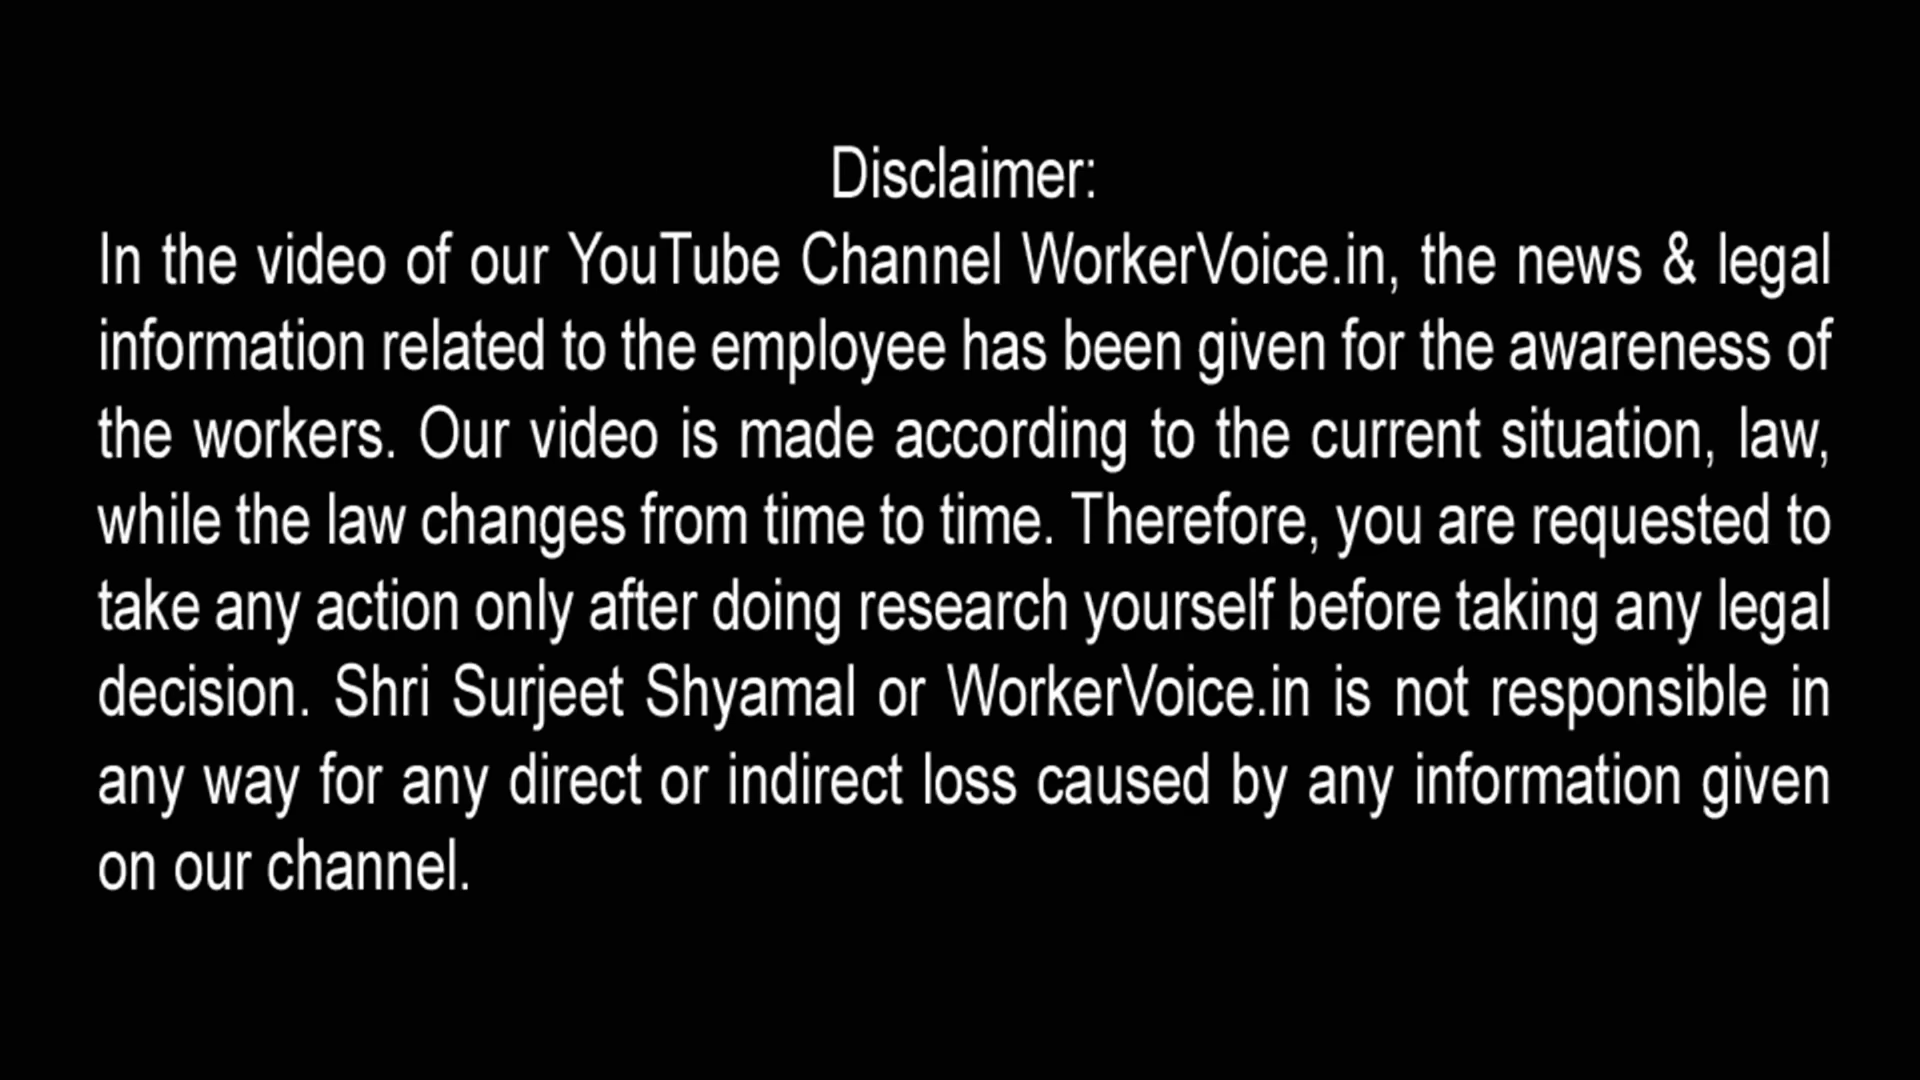 Disclaimer:
In the video of our YouTube Channel WorkerVoice.in, the news & legal
information related to the employee has been given for the awareness of
the workers. Our video is made according to the current situation, law,
while the law changes from time to time. Therefore, you are requested to
take any action only after doing research yourself before taking any legal
decision. Shri Surjeet Shyamal or WorkerVoice.in is not responsible in
any way for any direct or indirect loss caused by any information given
on our channel.